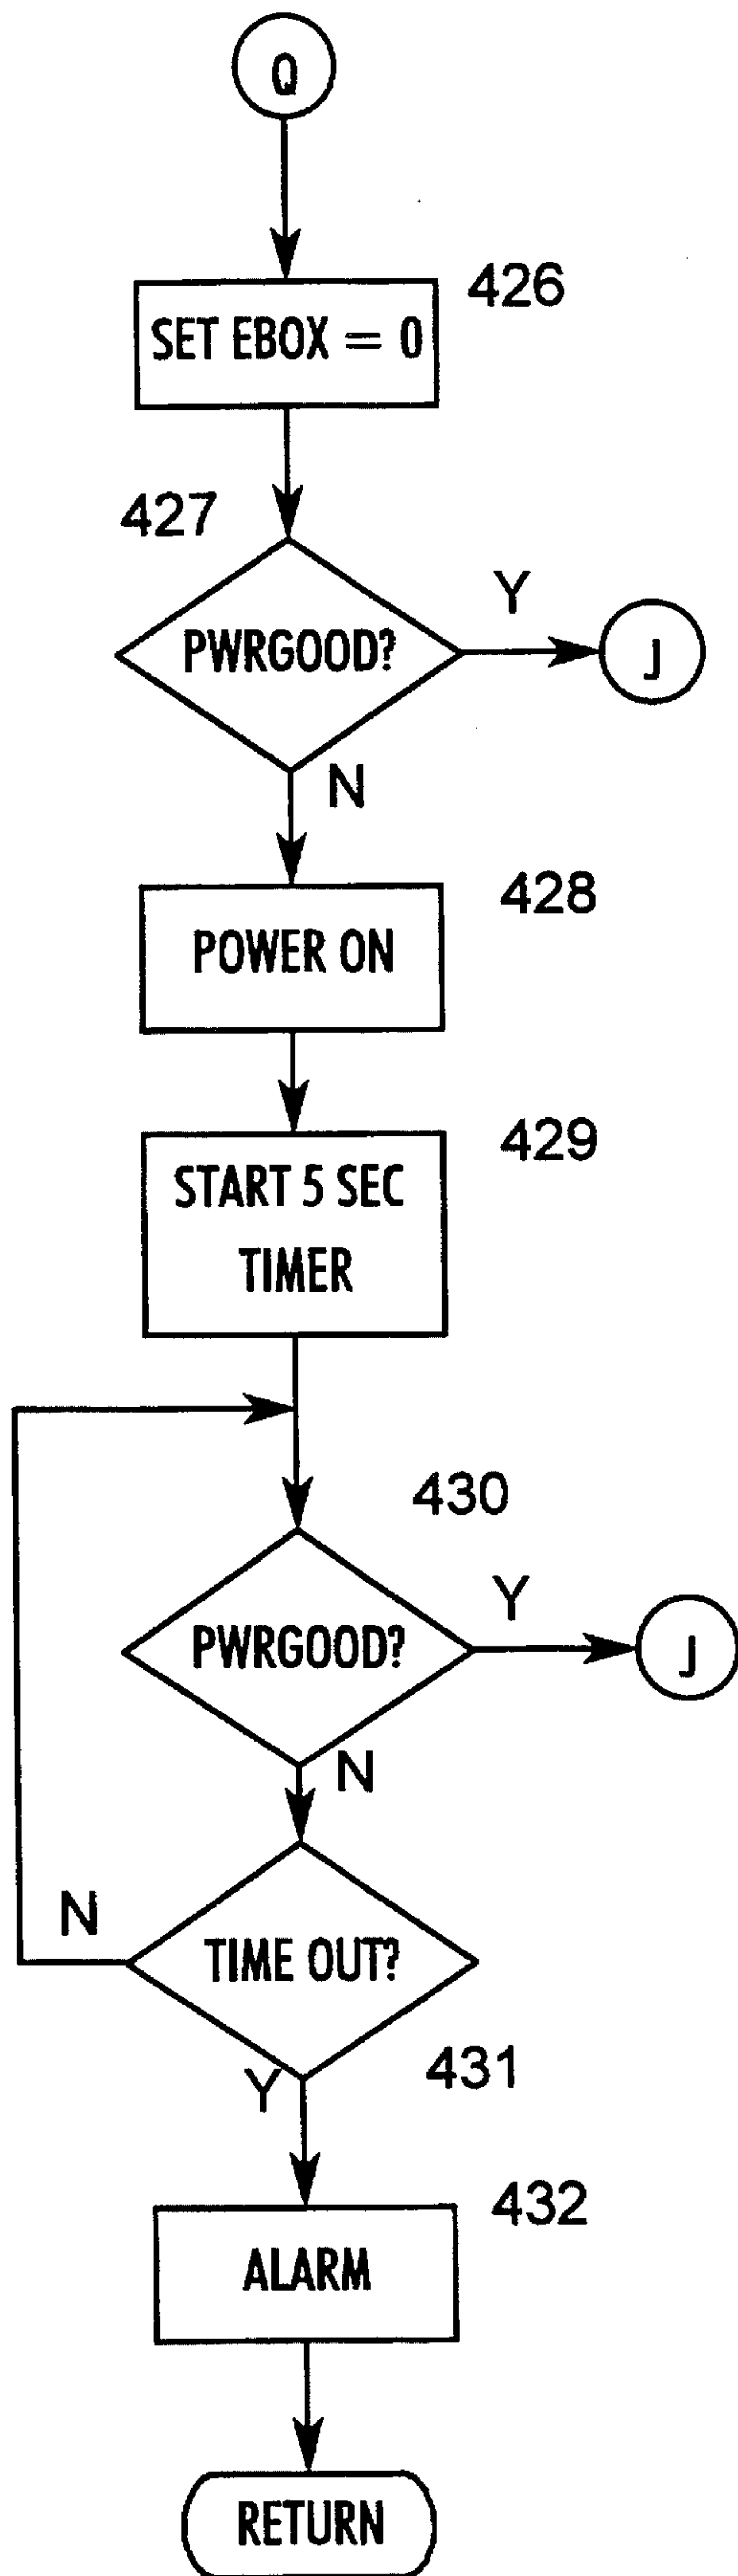 Q
426
SET EBOX = 0
427
Y
PWRGOOD?
J
N
428
POWER ON
429
START 5 SEC
TIMER
430
Y
PWRGOOD?
J
N
N
TIME OUT?
431
Y
432
ALARM
RETURN